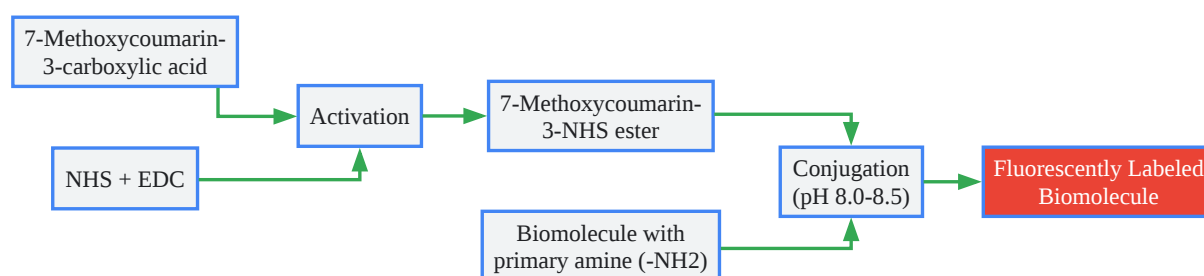 7-Methoxycoumarin-
3-carboxylic acid
NHS + EDC
Activation
7-Methoxycoumarin-
3-NHS ester
Biomolecule with
primary amine (-NH2)
Conjugation
(pH 8.0-8.5)
Fluorescently Labeled
Biomolecule